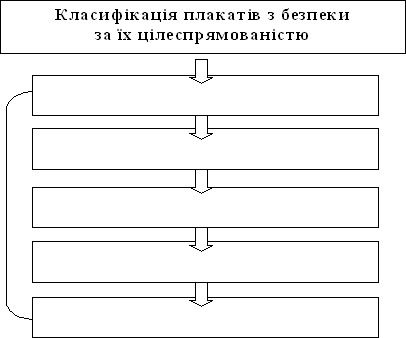 Класифікація плакатів з безпеки
за їх цілеспрямованістю